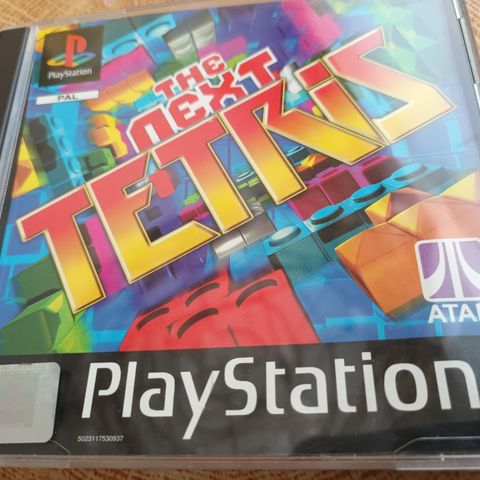 PlayStation
PAL
THE
NEXT
TETRIS
ATARI
PlayStation
5023117530937